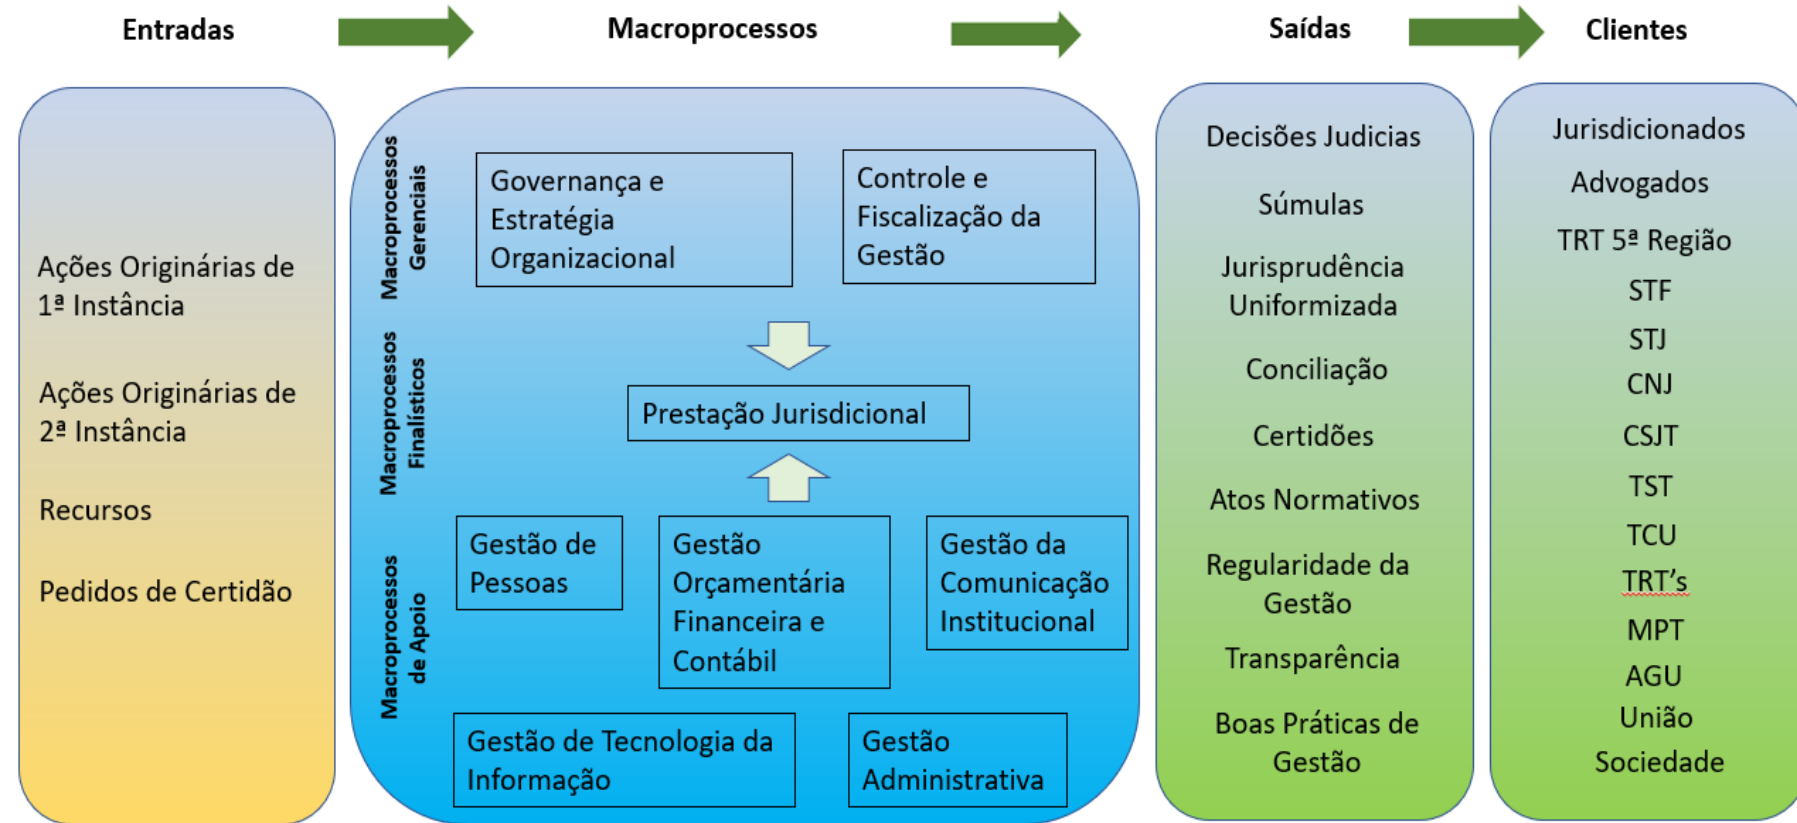 Entradas
Macroprocessos
Saídas
Clientes
Ações Originárias de
1ª Instância
Ações Originárias de
2ª Instância
Recursos
Pedidos de Certidão
Macroprocessos
Gerenciais
Governança e
Estratégia
Organizacional
Controle e
Fiscalização da
Gestão
Macroprocessos
Finalísticos
Prestação Jurisdicional
Macroprocessos
de Apoio
Gestão de
Pessoas
Gestão
Orçamentária
Financeira e
Contábil
Gestão da
Comunicação
Institucional
Gestão de Tecnologia da
Informação
Gestão
Administrativa
Decisões Judicias
Súmulas
Jurisprudência
Uniformizada
Conciliação
Certidões
Atos Normativos
Regularidade da
Gestão
Transparência
Boas Práticas de
Gestão
Jurisdicionados
Advogados
TRT 5ª Região
STF
STJ
CNJ
CSJT
TST
TCU
TRT’s
MPT
AGU
União
Sociedade